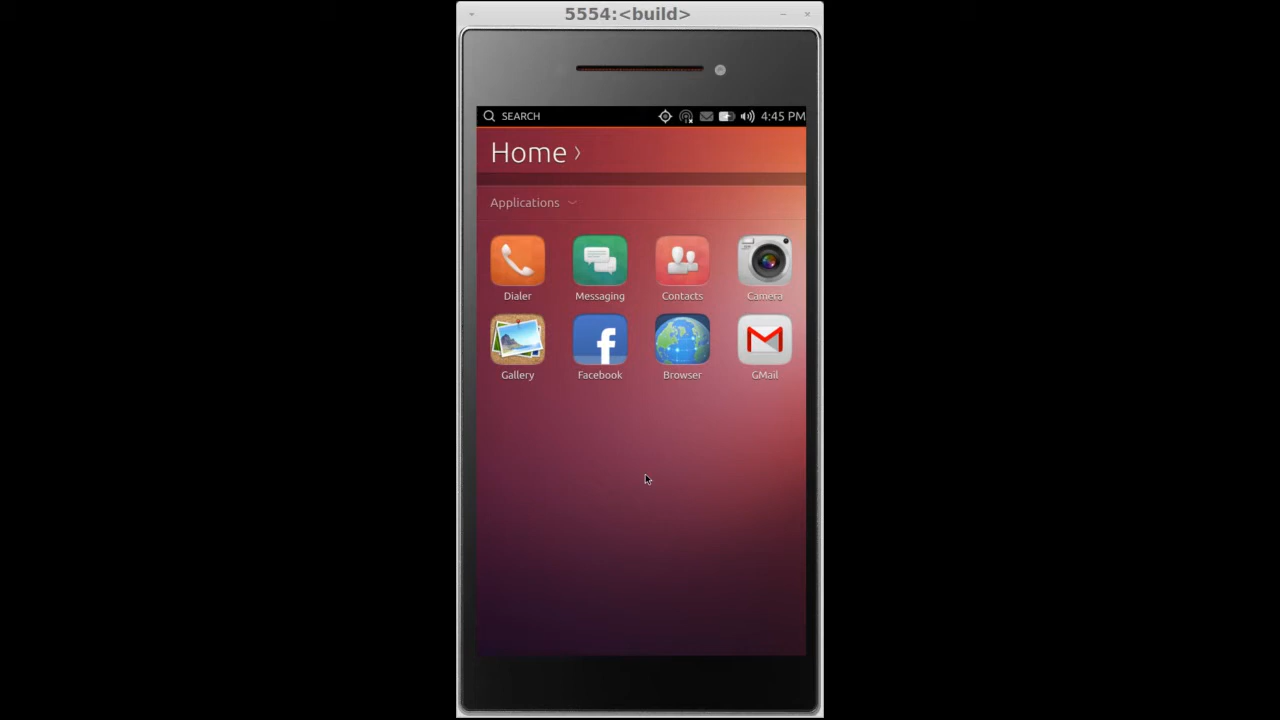 5554:<build>
SEARCH 4:45 PM
Home
Applications
Dialer Messaging Contacts Camera
Gallery Facebook Browser GMail